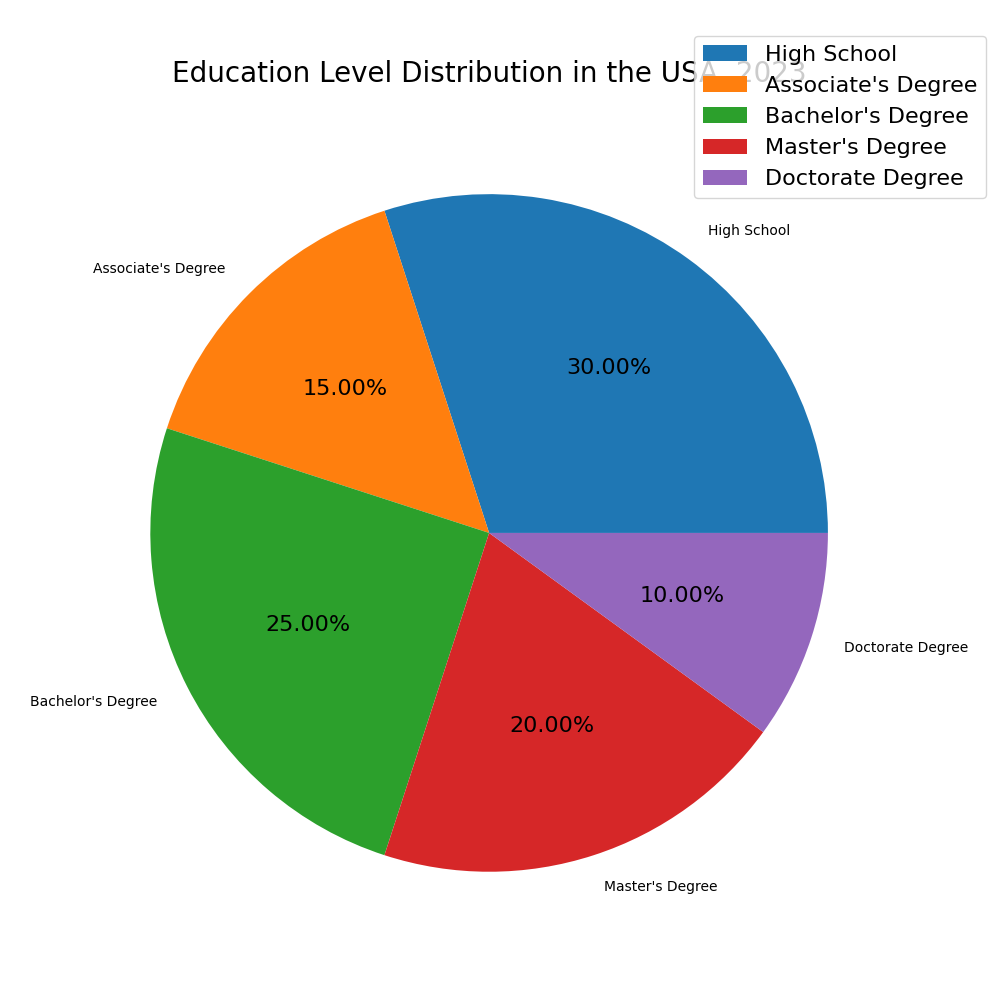 Education Level Distribution in the USA, 2023
High School
Associate's Degree
Bachelor's Degree
Master's Degree
Doctorate Degree
High School
Associate's Degree
30.00%
15.00%
10.00%
25.00%
Doctorate Degree
Bachelor's Degree
20.00%
Master's Degree